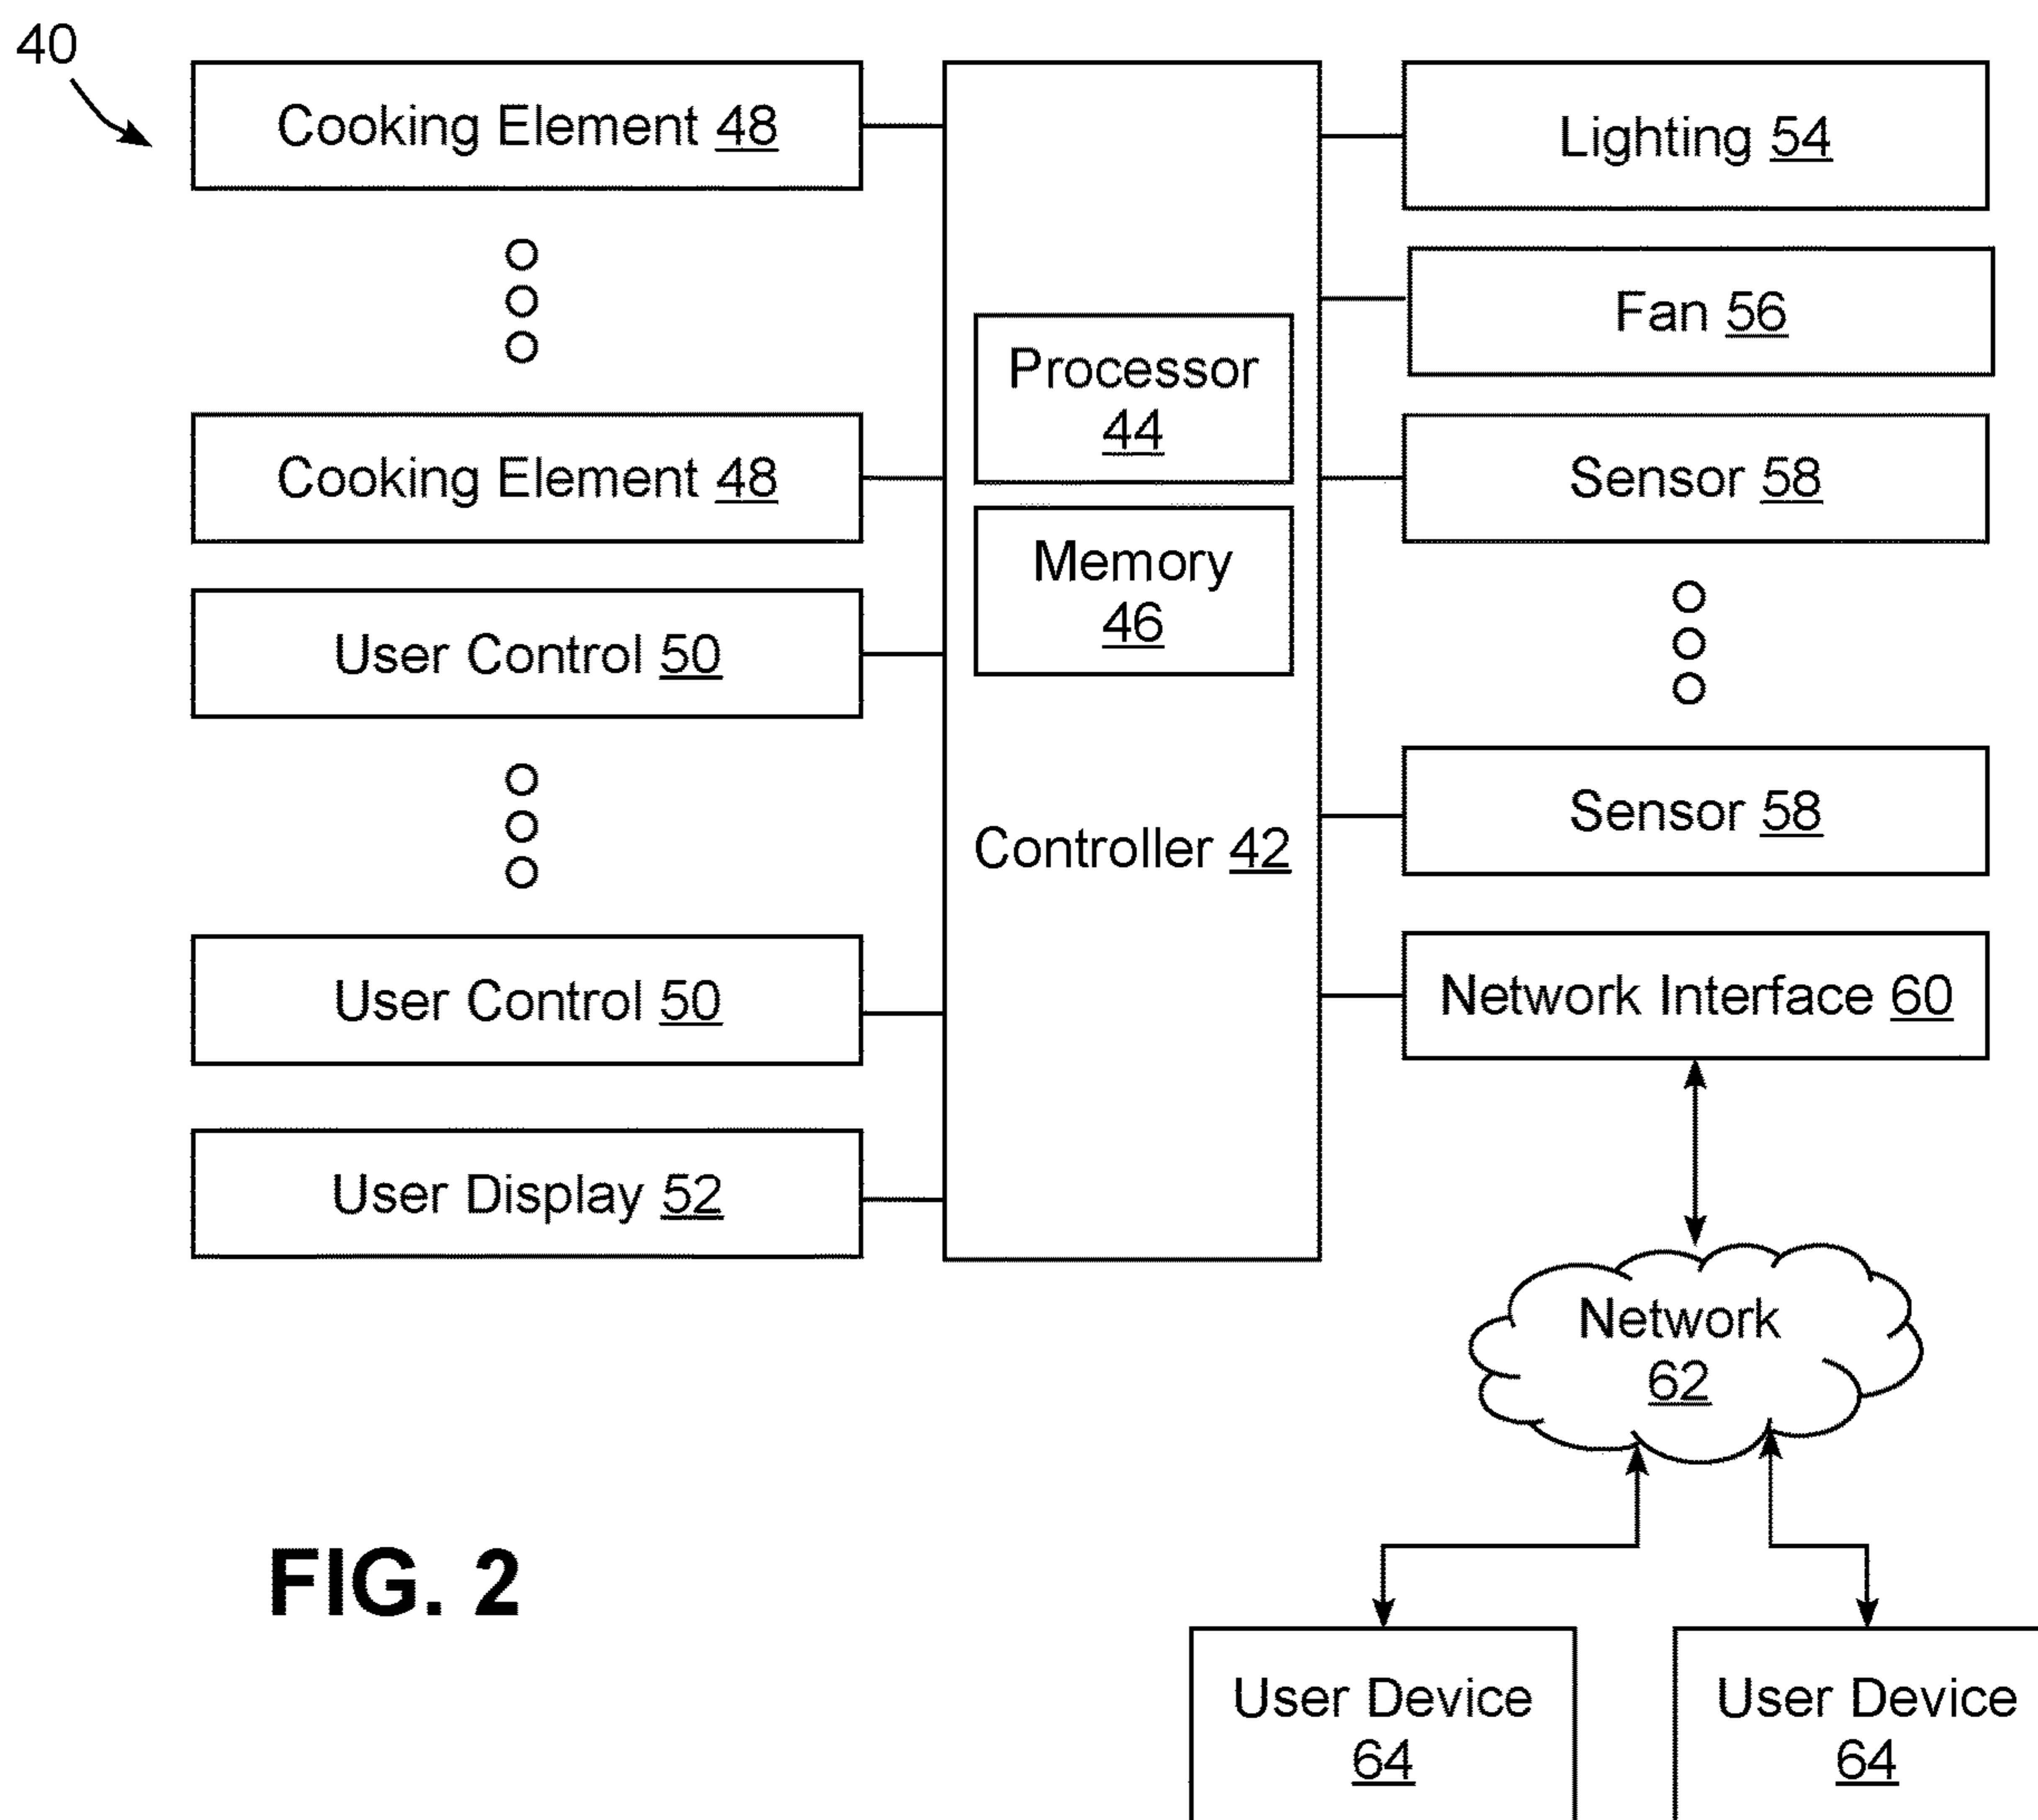 40
Cooking Element 48
Cooking Element 48
User Control 50
User Control 50
User Display 52
Processor
44
Memory
46
Controller 42
Lighting 54
Fan 56
Sensor 58
Sensor 58
Network Interface 60
Network
62
User Device
64
User Device
64
FIG. 2